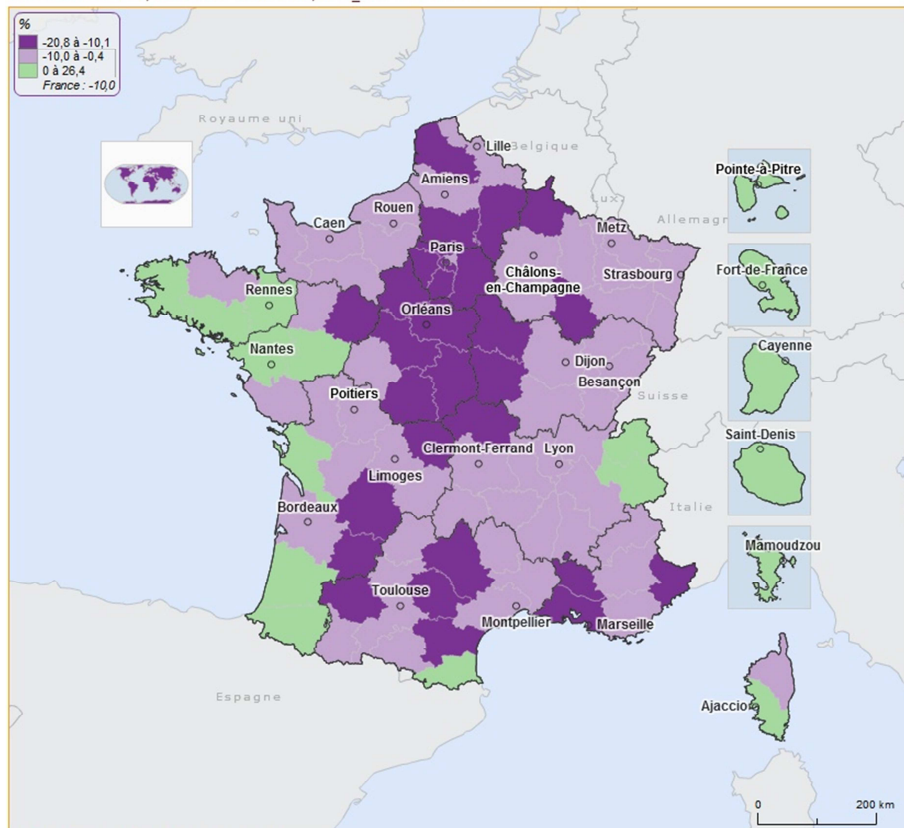 %
-20,8 à -10,1
-10,0 à -0,4
0 à 26,4
France : -10,0
Royaume uni
Lille
Belgique
Amiens
Rouen
Lux.
Allemagr
Pointe-à-Pitre
Caen
Metz
Paris
Châlons-
en-Champagne
Strasbourg
Fort-de-France
Rennes
Orléans
Nantes
Dijon
Besançon
Cayenne
Suisse
Poitiers
Saint-Denis
Clermont-Ferrand
Lyon
Limoges
Bordeaux
Italie
Mamoudzou
Toulouse
Montpellier
Marseille
Espagne
Ajaccio
0
200 km